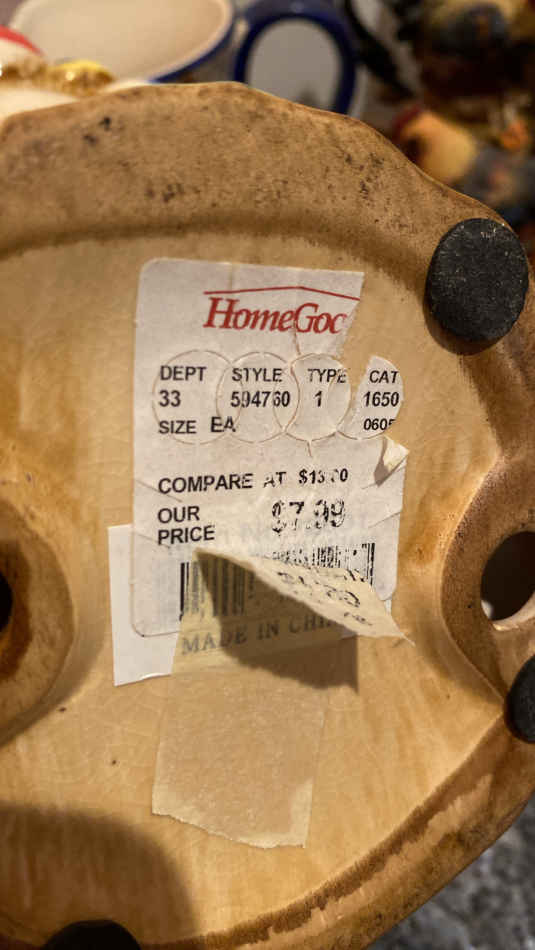 HomeGoo
DEPT STYLE TYPE CAT
33 594760 1 1650
SIZE EA 0605
COMPARE AT
OUR $7.99
PRICE
MADE IN CHI